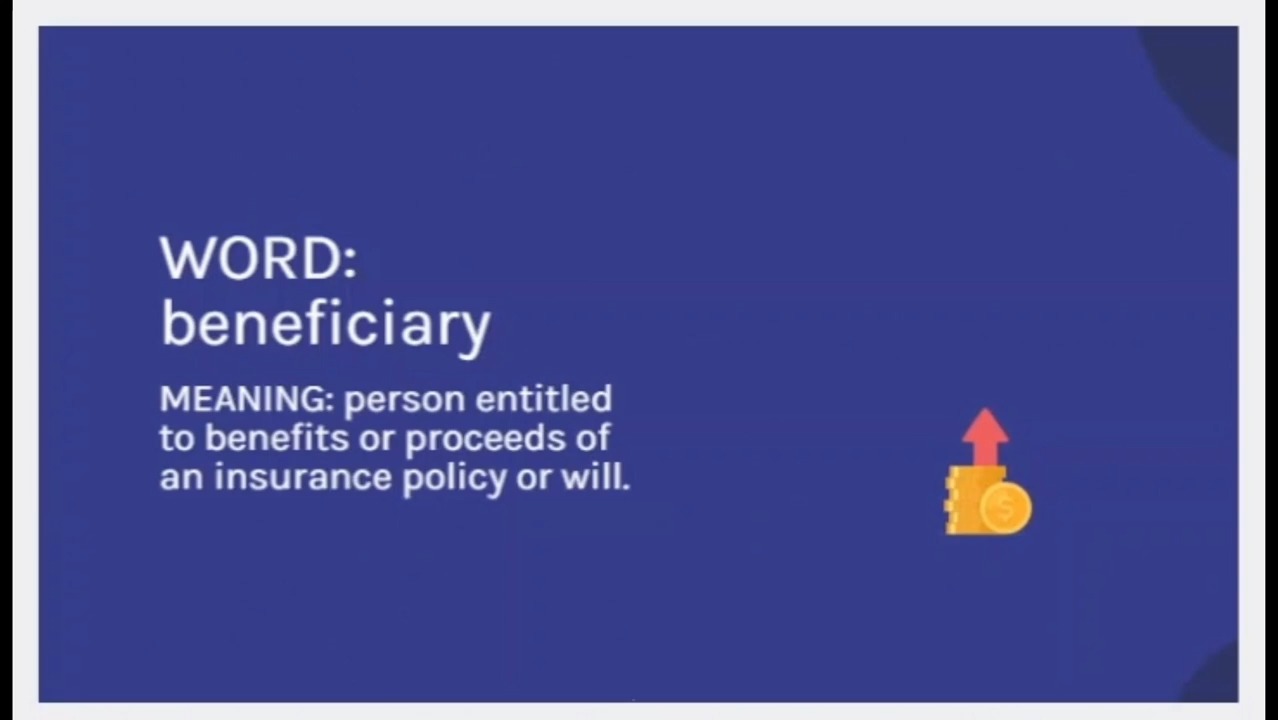 WORD:
beneficiary
MEANING: person entitled
to benefits or proceeds of
an insurance policy or will.
$